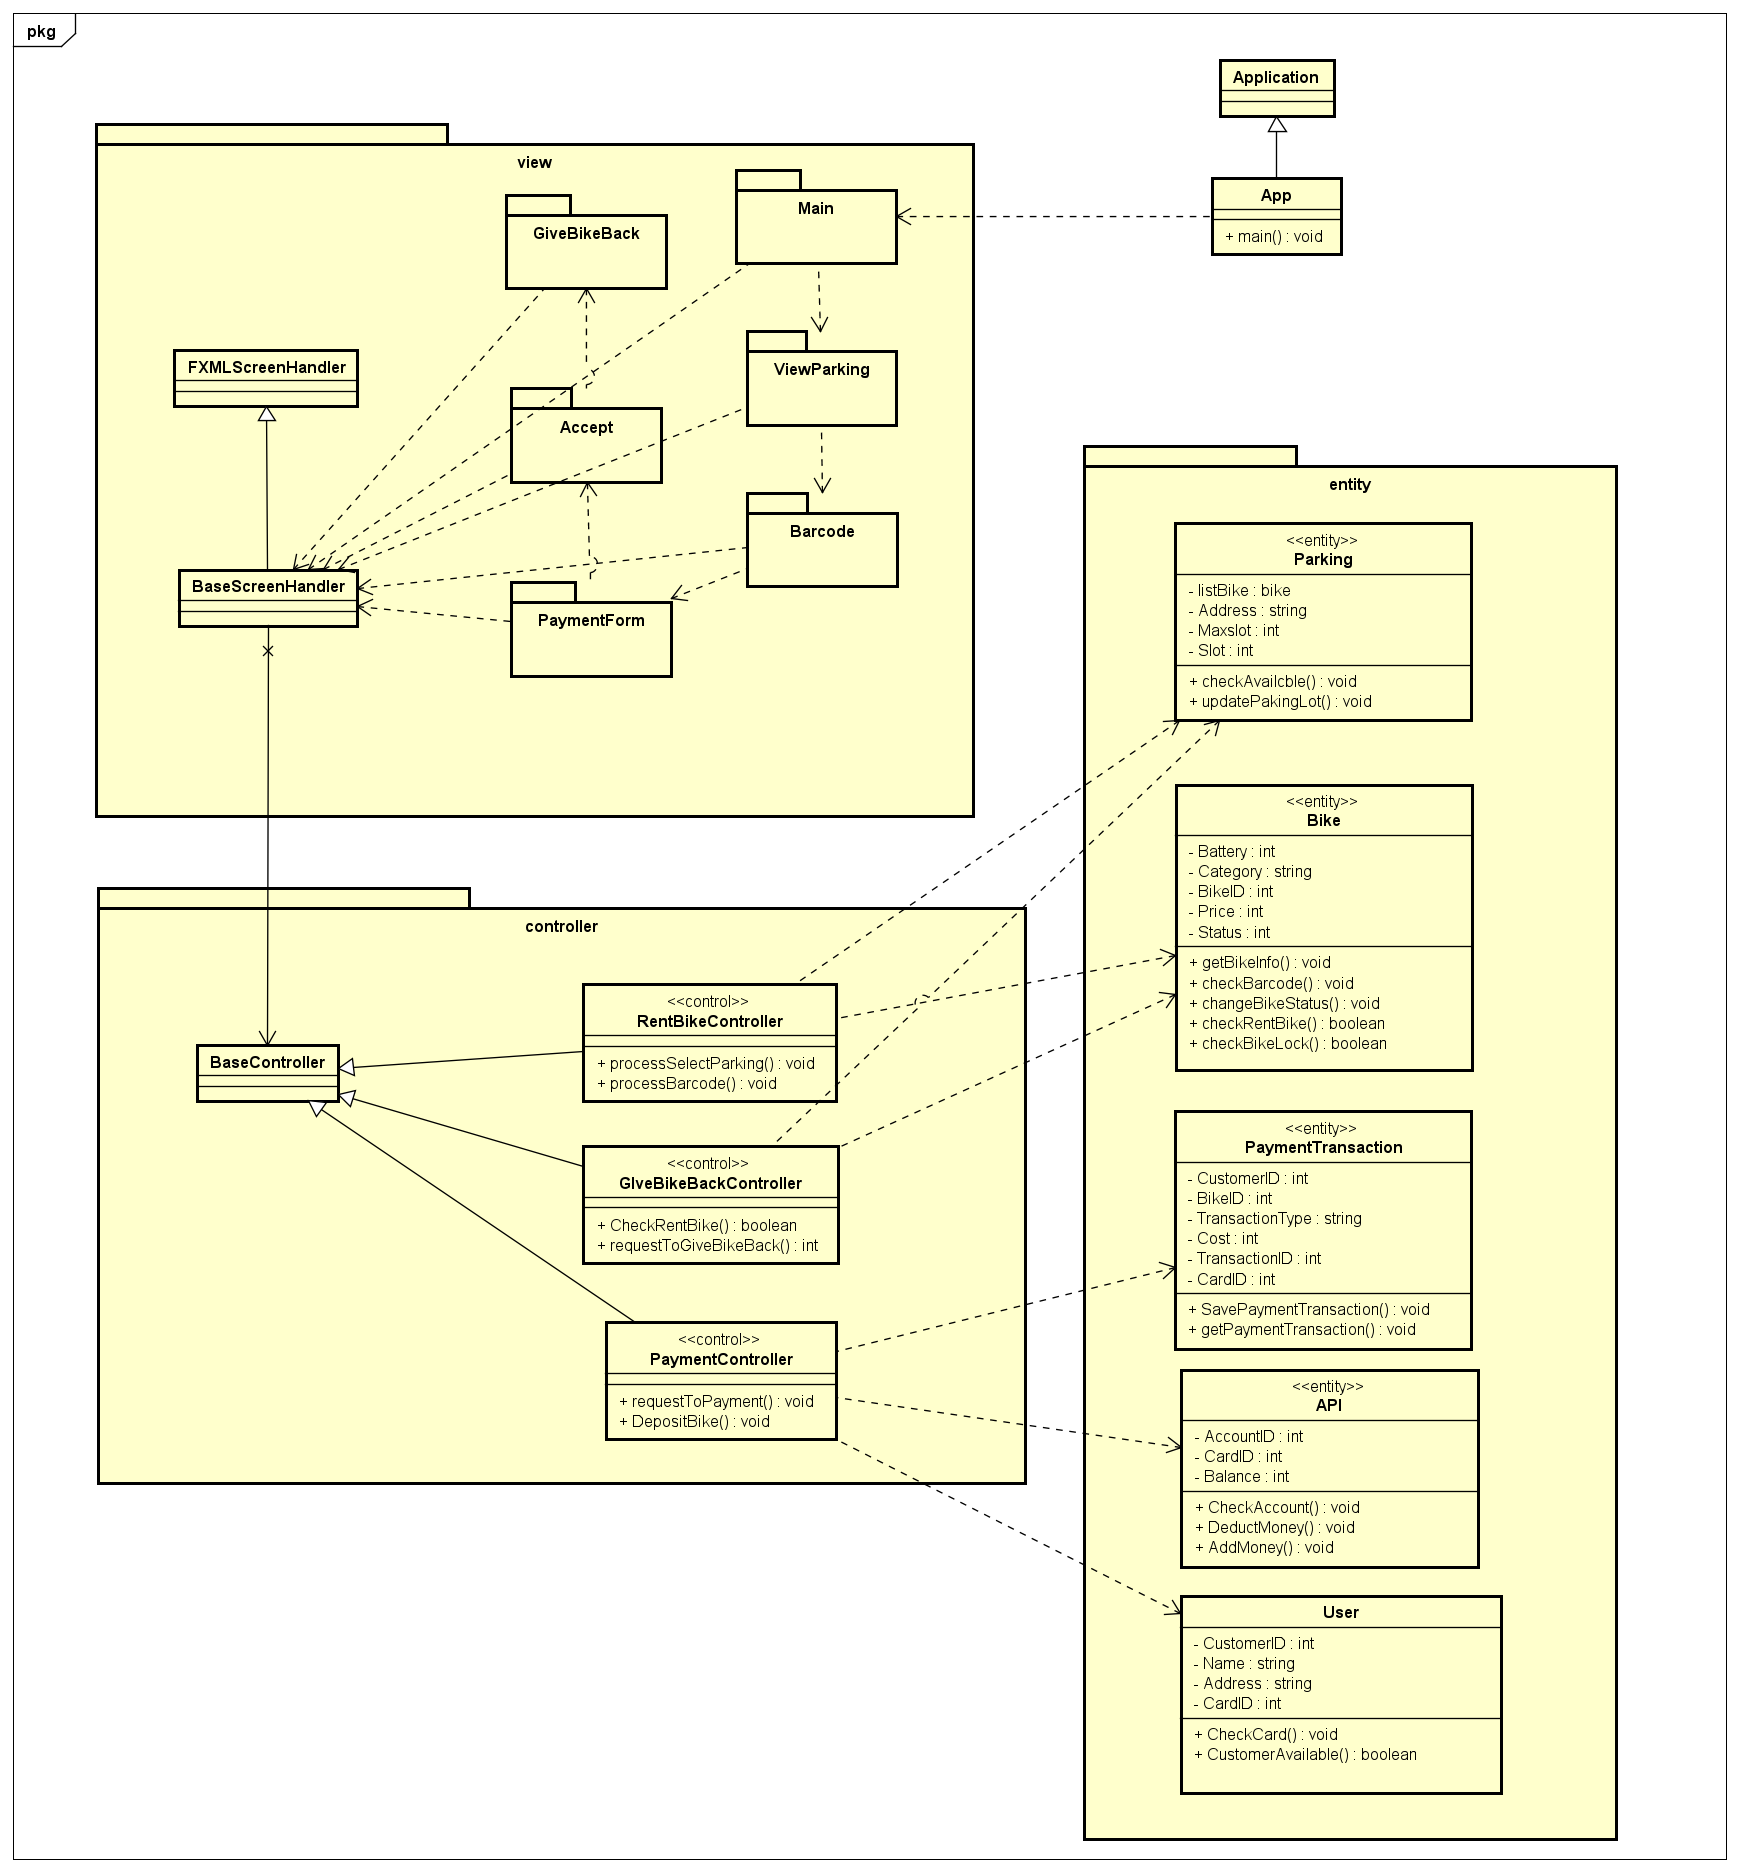 pkg
Application
App
+ main() : void
view
GiveBikeBack
Main
FXMLScreenHandler
ViewParking
Accept
Barcode
BaseScreenHandler
PaymentForm
entity
<<entity>>
Parking
- listBike : bike
- Address : string
- Maxslot : int
- Slot : int
+ checkAvailcble() : void
+ updatePakingLot() : void
<<entity>>
Bike
- Battery : int
- Category : string
- BikeID : int
- Price : int
- Status : int
+ getBikeInfo() : void
+ checkBarcode() : void
+ changeBikeStatus() : void
+ checkRentBike() : boolean
+ checkBikeLock() : boolean
<<entity>>
PaymentTransaction
- CustomerID : int
- BikeID : int
- TransactionType : string
- Cost : int
- TransactionID : int
- CardID : int
+ SavePaymentTransaction() : void
+ getPaymentTransaction() : void
<<entity>>
API
- AccountID : int
- CardID : int
- Balance : int
+ CheckAccount() : void
+ DeductMoney() : void
+ AddMoney() : void
User
- CustomerID : int
- Name : string
- Address : string
- CardID : int
+ CheckCard() : void
+ CustomerAvailable() : boolean
controller
<<control>>
RentBikeController
+ processSelectParking() : void
+ processBarcode() : void
BaseController
<<control>>
GIveBikeBackController
+ CheckRentBike() : boolean
+ requestToGiveBikeBack() : int
<<control>>
PaymentController
+ requestToPayment() : void
+ DepositBike() : void